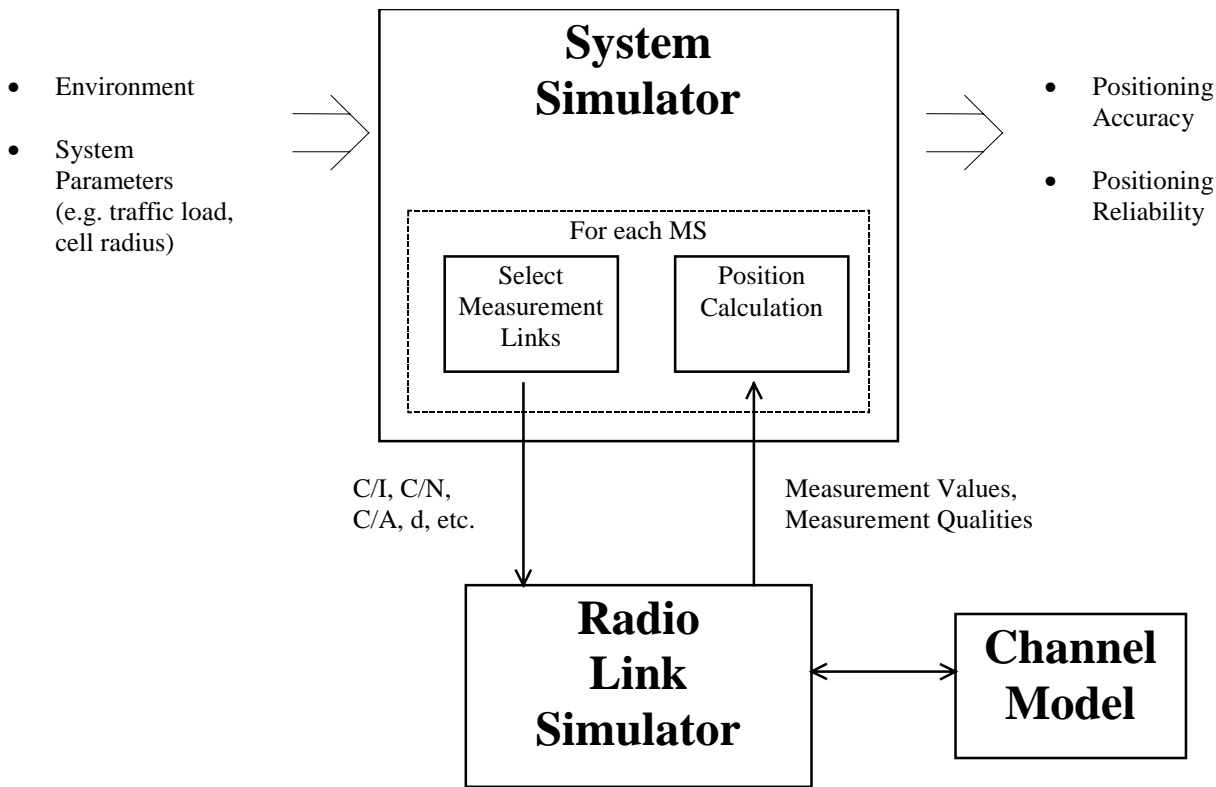 System
Simulator
• Environment
• System
Parameters
(e.g. traffic load,
cell radius)
• Positioning
Accuracy
• Positioning
Reliability
For each MS
Select
Measurement
Links
Position
Calculation
C/I, C/N,
C/A, d, etc.
Measurement Values,
Measurement Qualities
Radio
Link
Simulator
Channel
Model